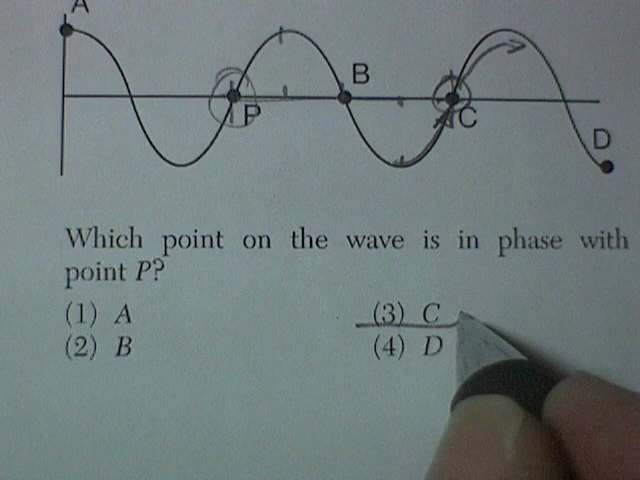 A
B
P
C
D
Which point on the wave is in phase with
point P?
(1) A
(3) C
(2) B
(4) D